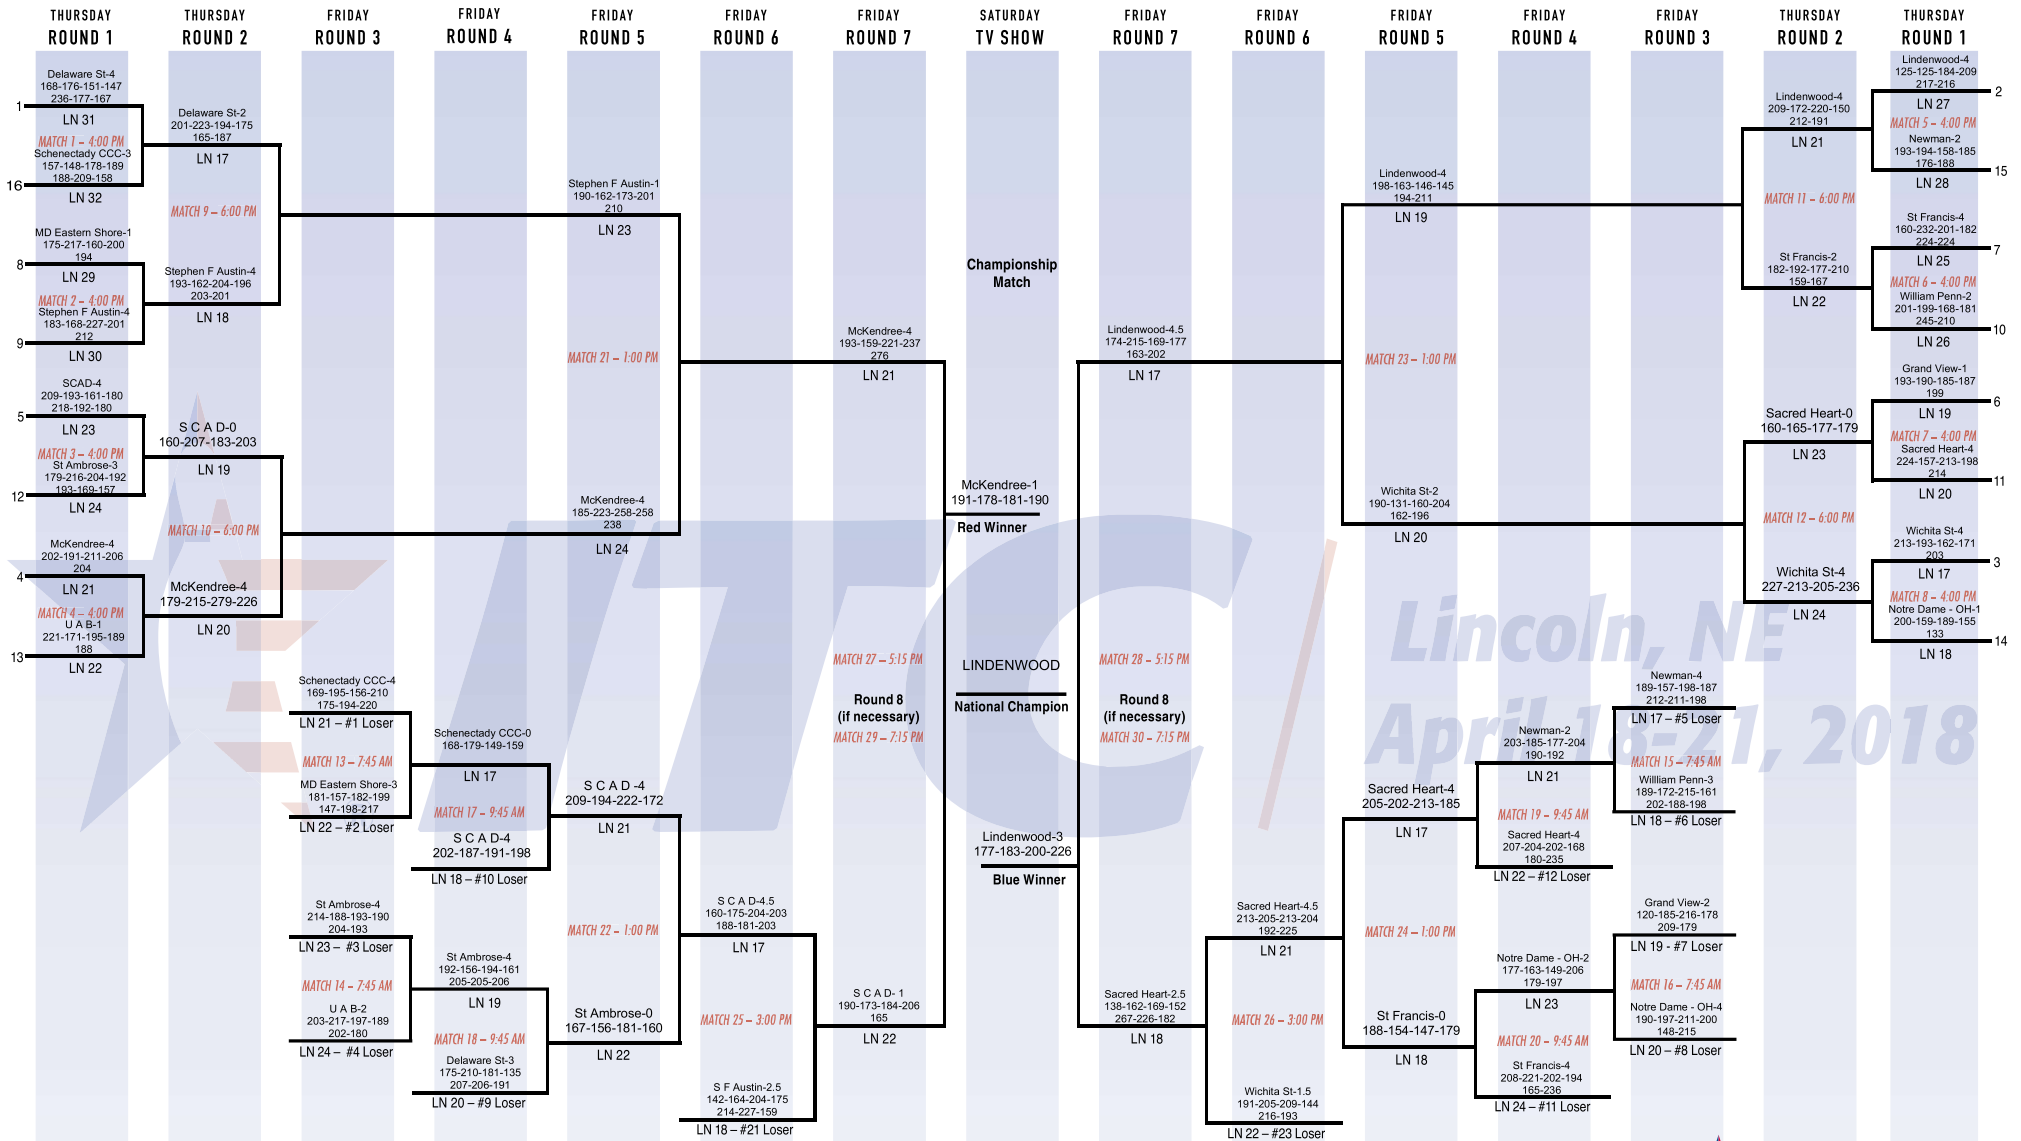 THURSDAY
ROUND 1
THURSDAY
ROUND 2
FRIDAY
ROUND 3
FRIDAY
ROUND 4
FRIDAY
ROUND 5
FRIDAY
ROUND 6
FRIDAY
ROUND 7
SATURDAY
TV SHOW
FRIDAY
ROUND 7
FRIDAY
ROUND 6
FRIDAY
ROUND 5
FRIDAY
ROUND 4
FRIDAY
ROUND 3
THURSDAY
ROUND 2
THURSDAY
ROUND 1
Delaware St-4
168-176-151-147
236-177-167
1
LN 31
MATCH 1 – 4:00 PM
Schenectady CCC-3
157-148-178-189
188-209-158
16
LN 32
MD Eastern Shore-1
175-217-160-200
194
8
LN 29
MATCH 2 – 4:00 PM
Stephen F Austin-4
183-168-227-201
212
9
LN 30
SCAD-4
209-193-161-180
218-192-180
5
LN 23
MATCH 3 – 4:00 PM
St Ambrose-3
179-216-204-192
193-169-157
12
LN 24
McKendree-4
202-191-211-206
204
4
LN 21
MATCH 4 – 4:00 PM
U A B-1
221-171-195-189
188
13
LN 22
Delaware St-2
201-223-194-175
165-187
LN 17
MATCH 9 – 6:00 PM
Stephen F Austin-4
193-162-204-196
203-201
LN 18
S C A D-0
160-207-183-203
LN 19
MATCH 10 – 6:00 PM
McKendree-4
179-215-279-226
LN 20
Schenectady CCC-4
169-195-156-210
175-194-220
LN 21 – #1 Loser
MATCH 13 – 7:45 AM
MD Eastern Shore-3
181-157-182-199
147-198-217
LN 22 – #2 Loser
St Ambrose-4
214-188-193-190
204-193
LN 23 – #3 Loser
MATCH 14 – 7:45 AM
U A B-2
203-217-197-189
202-180
LN 24 – #4 Loser
Schenectady CCC-0
168-179-149-159
LN 17
MATCH 17 – 9:45 AM
S C A D-4
202-187-191-198
LN 18 – #10 Loser
St Ambrose-4
192-156-194-161
205-205-206
LN 19
MATCH 18 – 9:45 AM
Delaware St-3
175-210-181-135
207-206-191
LN 20 – #9 Loser
Stephen F Austin-1
190-162-173-201
210
LN 23
MATCH 21 – 1:00 PM
McKendree-4
185-223-258-258
238
LN 24
S C A D -4
209-194-222-172
LN 21
MATCH 22 – 1:00 PM
St Ambrose-0
167-156-181-160
LN 22
S C A D-4.5
160-175-204-203
188-181-203
LN 17
MATCH 25 – 3:00 PM
S F Austin-2.5
142-164-204-175
214-227-159
LN 18 – #21 Loser
McKendree-4
193-159-221-237
276
LN 21
MATCH 27 – 5:15 PM
Round 8
(if necessary)
MATCH 29 – 7:15 PM
S C A D- 1
190-173-184-206
165
LN 22
Championship
Match
McKendree-1
191-178-181-190
Red Winner
LINDENWOOD
National Champion
Lindenwood-3
177-183-200-226
Blue Winner
Lindenwood-4.5
174-215-169-177
163-202
LN 17
MATCH 28 – 5:15 PM
Round 8
(if necessary)
MATCH 30 – 7:15 PM
Sacred Heart-2.5
138-162-169-152
267-226-182
LN 18
Sacred Heart-4.5
213-205-213-204
192-225
LN 21
MATCH 26 – 3:00 PM
Wichita St-1.5
191-205-209-144
216-193
LN 22 – #23 Loser
Lindenwood-4
198-163-146-145
194-211
LN 19
MATCH 23 – 1:00 PM
Wichita St-2
190-131-160-204
162-196
LN 20
Sacred Heart-4
205-202-213-185
LN 17
MATCH 24 – 1:00 PM
St Francis-0
188-154-147-179
LN 18
Newman-2
203-185-177-204
190-192
LN 21
MATCH 19 – 9:45 AM
Sacred Heart-4
207-204-202-168
180-235
LN 22 – #12 Loser
Notre Dame - OH-2
177-163-149-206
179-197
LN 23
MATCH 20 – 9:45 AM
St Francis-4
208-221-202-194
165-236
LN 24 – #11 Loser
Newman-4
189-157-198-187
212-211-198
LN 17 – #5 Loser
MATCH 15 – 7:45 AM
Willliam Penn-3
189-172-215-161
202-188-198
LN 18 – #6 Loser
Grand View-2
120-185-216-178
209-179
LN 19 - #7 Loser
MATCH 16 – 7:45 AM
Notre Dame - OH-4
190-197-211-200
148-215
LN 20 – #8 Loser
Lindenwood-4
209-172-220-150
212-191
LN 21
MATCH 11 – 6:00 PM
St Francis-2
182-192-177-210
159-167
LN 22
Sacred Heart-0
160-165-177-179
LN 23
MATCH 12 – 6:00 PM
Wichita St-4
227-213-205-236
LN 24
Lindenwood-4
125-125-184-209
217-216
2
LN 27
MATCH 5 – 4:00 PM
Newman-2
193-194-158-185
176-188
15
LN 28
St Francis-4
160-232-201-182
224-224
7
LN 25
MATCH 6 – 4:00 PM
William Penn-2
201-199-168-181
245-210
10
LN 26
Grand View-1
193-190-185-187
199
6
LN 19
MATCH 7 – 4:00 PM
Sacred Heart-4
224-157-213-198
214
11
LN 20
Wichita St-4
213-193-162-171
203
3
LN 17
MATCH 8 – 4:00 PM
Notre Dame - OH-1
200-159-189-155
133
14
LN 18
ITC
Lincoln, NE
April 18-21, 2018